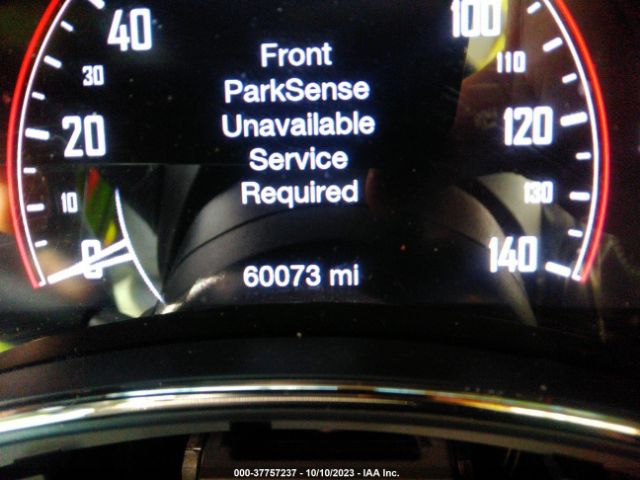 40
100
Front
30
110
ParkSense
20
Unavailable
120
Service
10
Required
130
0
60073 mi
140
000-37757237 - 10/10/2023 - IAA Inc.